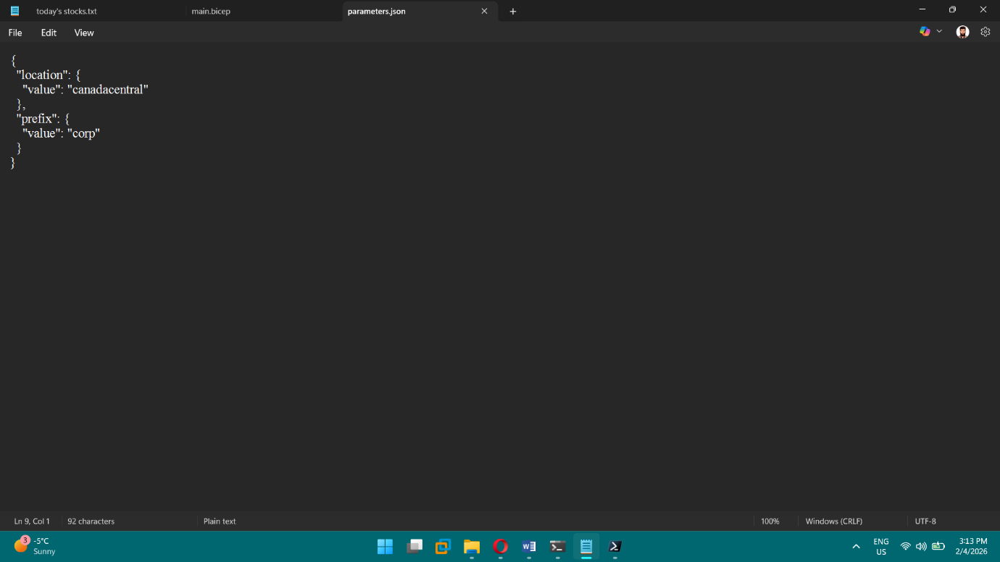 today's stocks.txt
main.bicep
parameters.json
File
Edit
View
{
"location": {
"value": "canadacentral"
},
"prefix": {
"value": "corp"
}
}
Ln 9, Col 1
92 characters
Plain text
100%
Windows (CRLF)
UTF-8
3
-5°C
Sunny
W
ENG
US
3:13 PM
2/4/2026